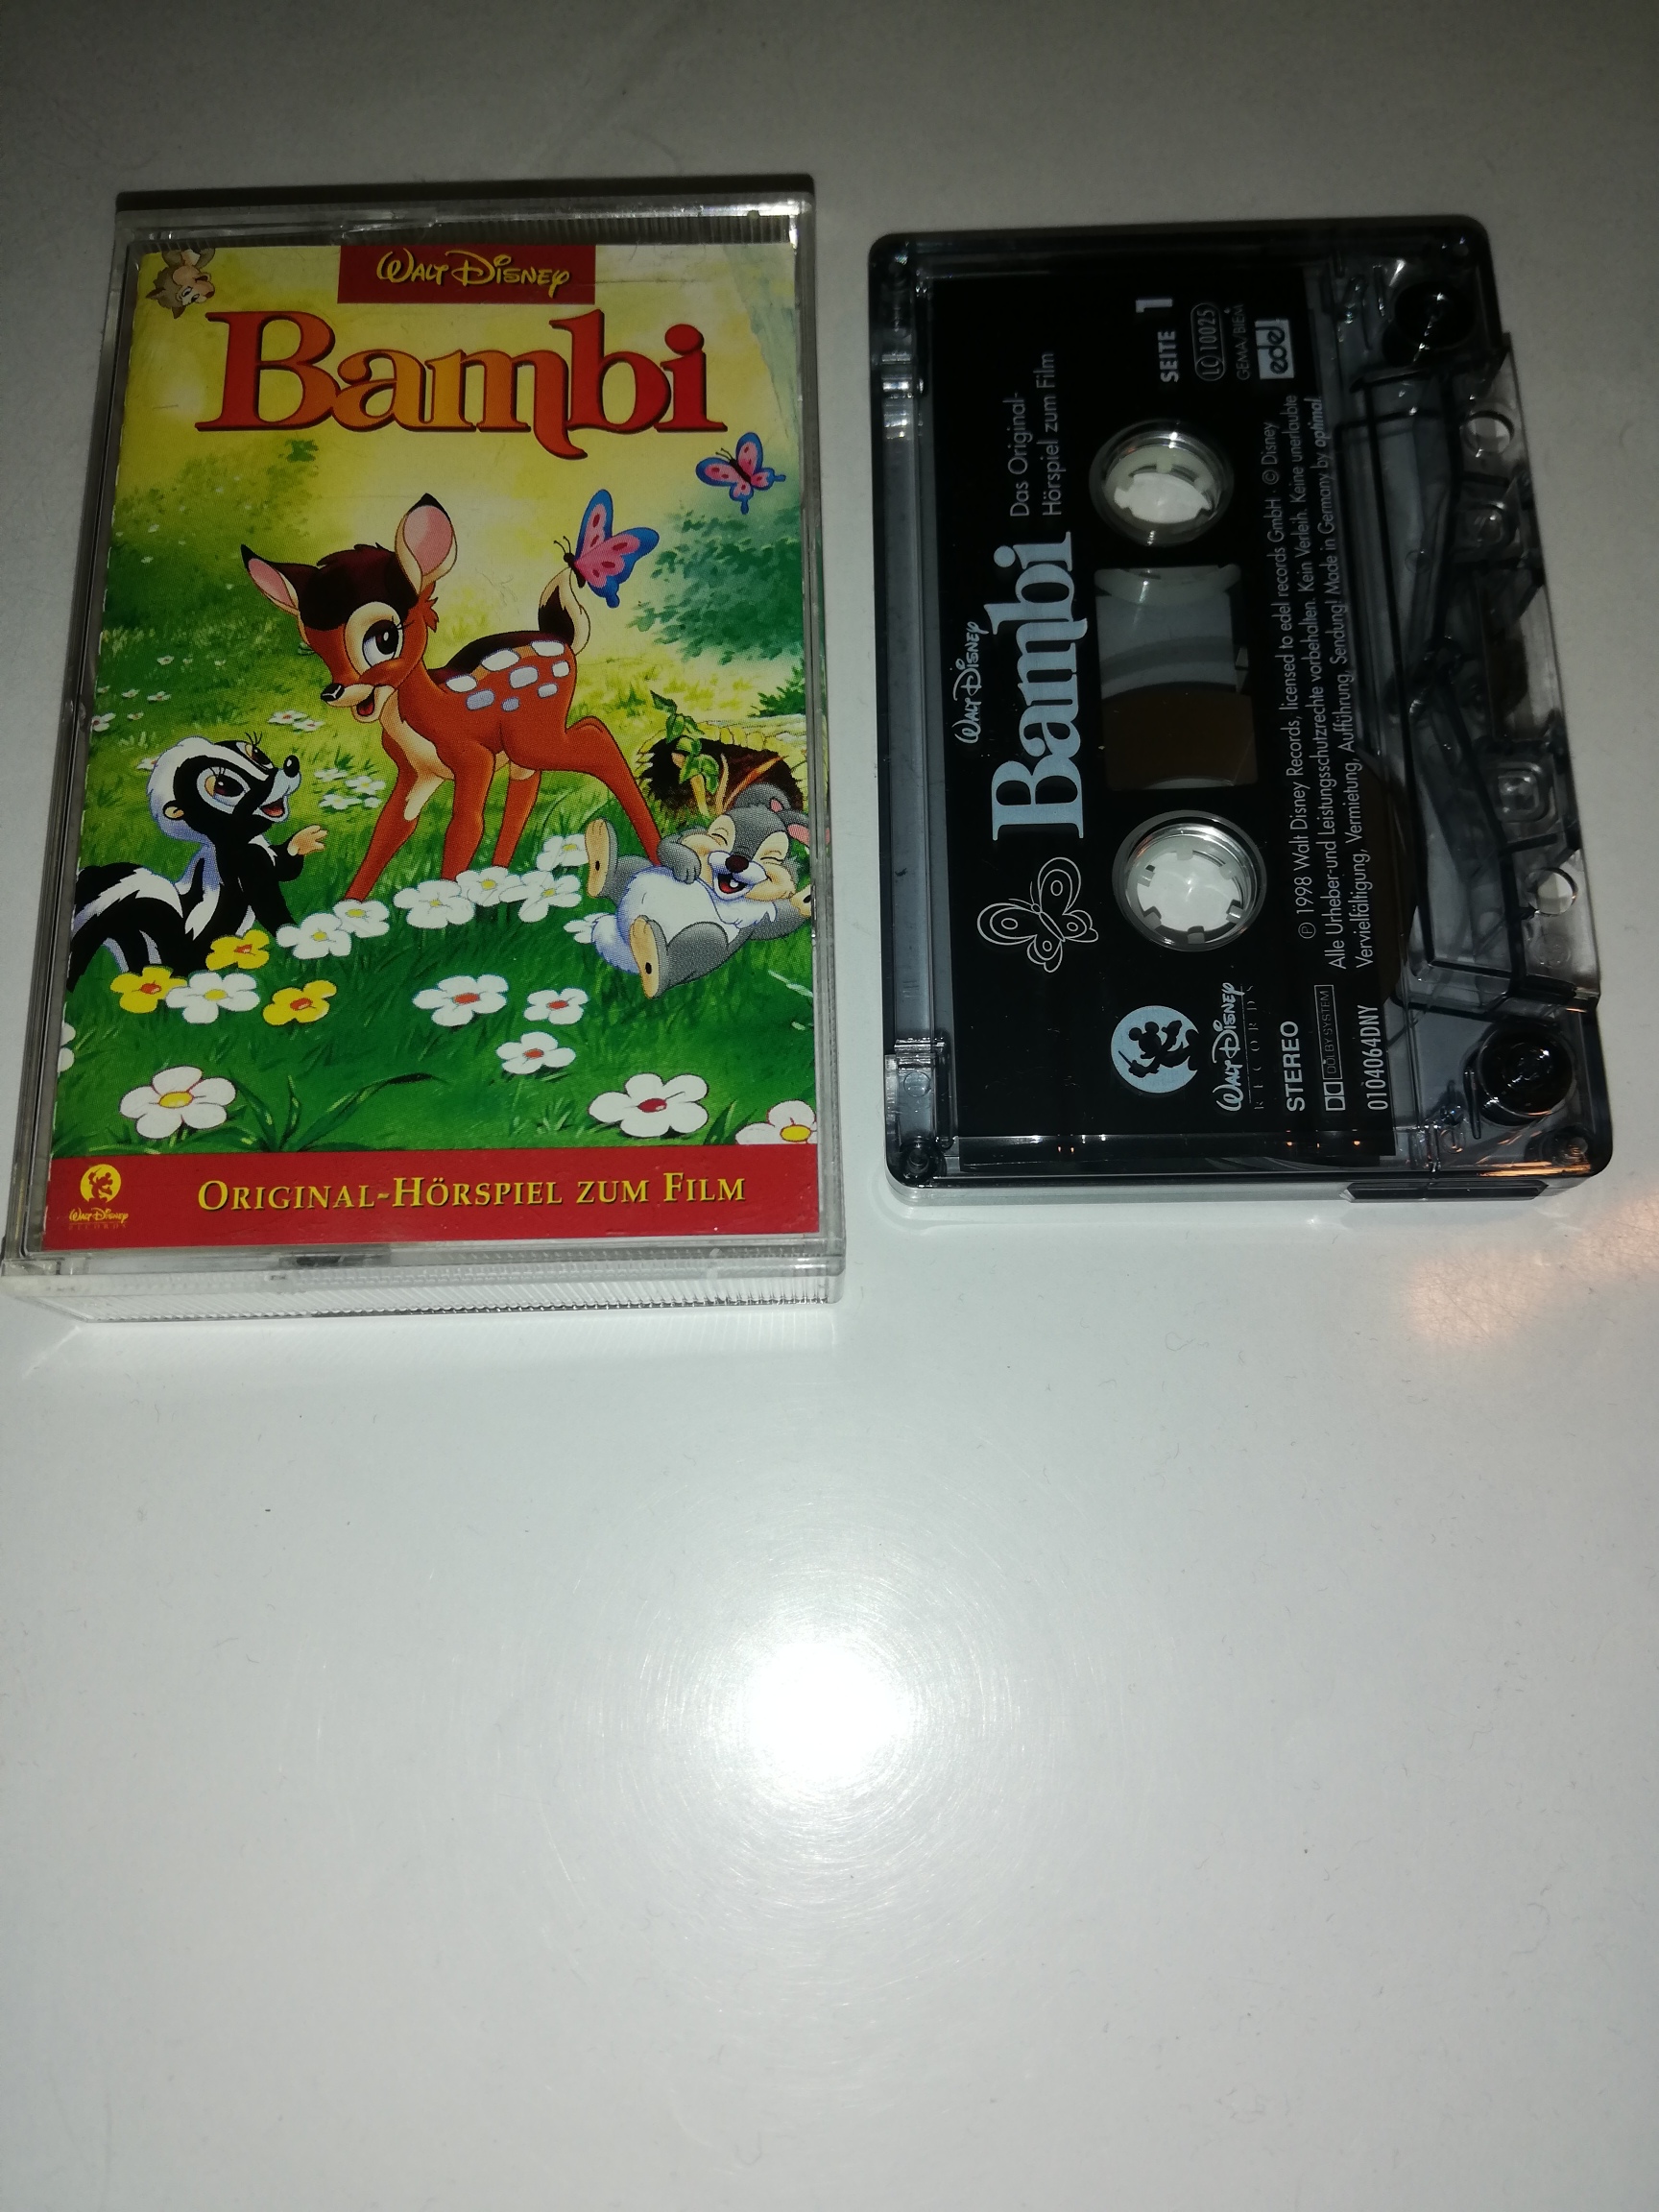 WALT DISNEY
Bambi
WALT DISNEY
RECORDS
ORIGINAL-HÖRSPIEL ZUM FILM
WALT DISNEY
Bambi
Das Original-
Hörspiel zum Film
SEITE 1
LC 10025
GEMA/BIEM
edel
WALT DISNEY
RECORDS
STEREO
DOLBY SYSTEM
0104064DNY
℗ 1998 Walt Disney Records, licensed to edel records GmbH · © Disney
Alle Urheber-und Leistungsschutzrechte vorbehalten. Kein Verleih. Keine unerlaubte
Vervielfältigung, Vermietung, Aufführung, Sendung! Made in Germany by optimal